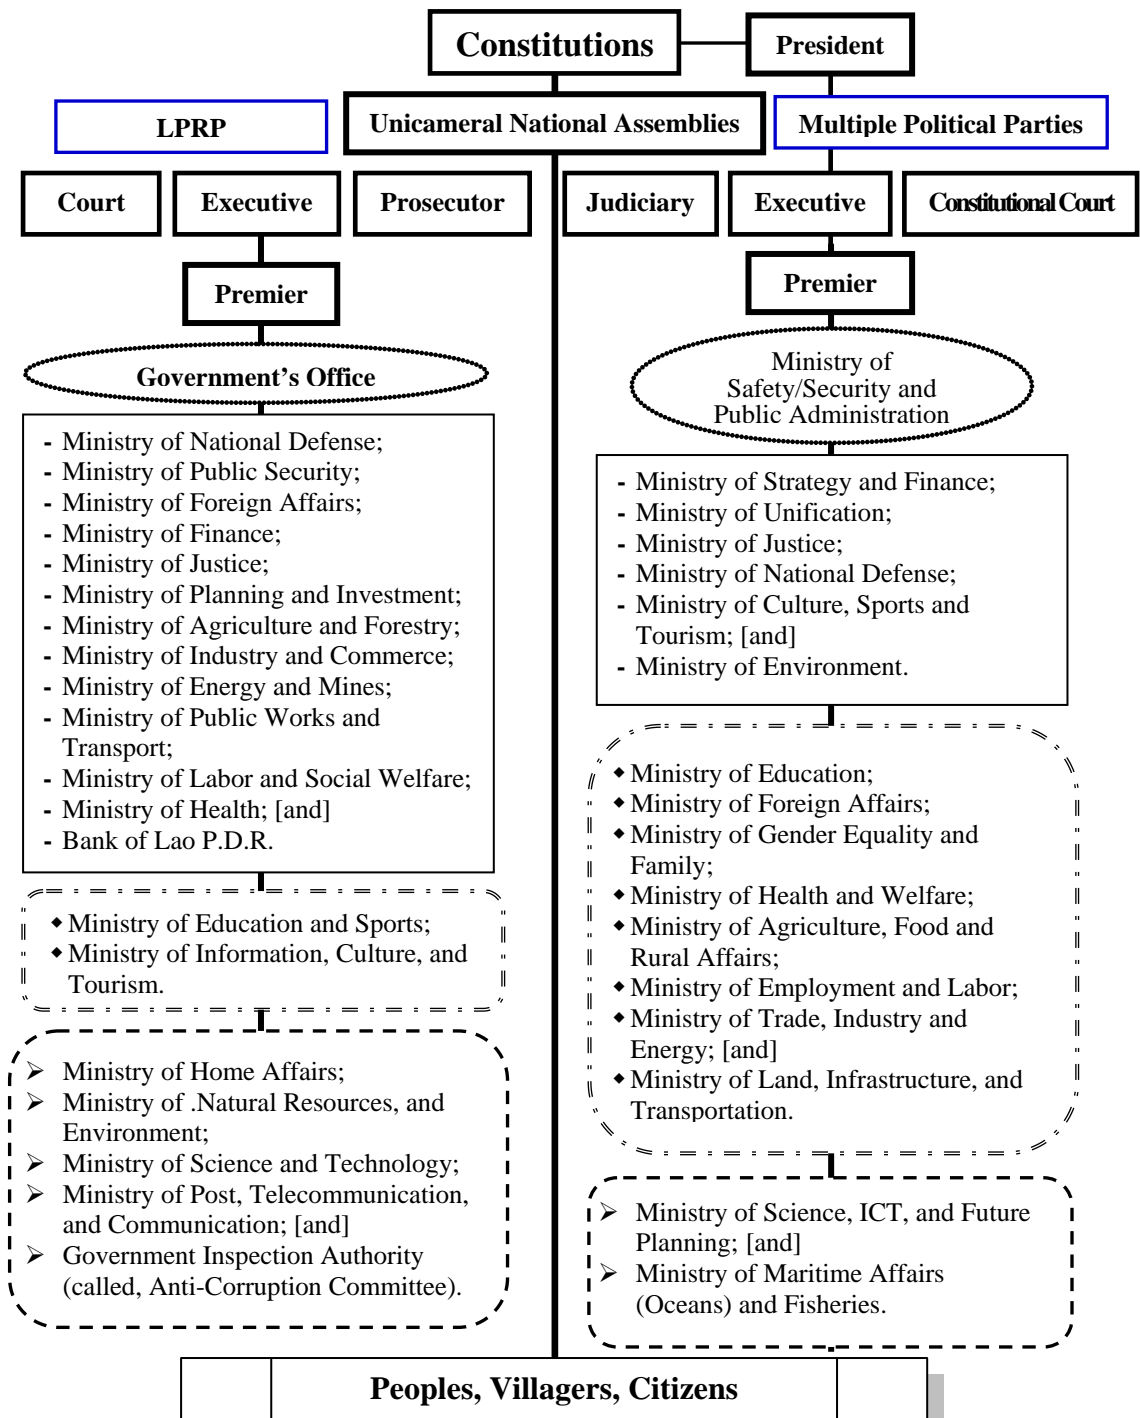 Constitutions
President
LPRP
Unicameral National Assemblies
Multiple Political Parties
Court
Executive
Prosecutor
Judiciary
Executive
Constitutional Court
Premier
Premier
Government's Office
- Ministry of National Defense;
- Ministry of Public Security;
- Ministry of Foreign Affairs;
- Ministry of Finance;
- Ministry of Justice;
- Ministry of Planning and Investment;
- Ministry of Agriculture and Forestry;
- Ministry of Industry and Commerce;
- Ministry of Energy and Mines;
- Ministry of Public Works and
Transport;
- Ministry of Labor and Social Welfare;
- Ministry of Health; [and]
- Bank of Lao P.D.R.
◆ Ministry of Education and Sports;
◆ Ministry of Information, Culture, and
Tourism.
➢ Ministry of Home Affairs;
➢ Ministry of .Natural Resources, and
Environment;
➢ Ministry of Science and Technology;
➢ Ministry of Post, Telecommunication,
and Communication; [and]
➢ Government Inspection Authority
(called, Anti-Corruption Committee).
Ministry of
Safety/Security and
Public Administration
- Ministry of Strategy and Finance;
- Ministry of Unification;
- Ministry of Justice;
- Ministry of National Defense;
- Ministry of Culture, Sports and
Tourism; [and]
- Ministry of Environment.
◆ Ministry of Education;
◆ Ministry of Foreign Affairs;
◆ Ministry of Gender Equality and
Family;
◆ Ministry of Health and Welfare;
◆ Ministry of Agriculture, Food and
Rural Affairs;
◆ Ministry of Employment and Labor;
◆ Ministry of Trade, Industry and
Energy; [and]
◆ Ministry of Land, Infrastructure, and
Transportation.
➢ Ministry of Science, ICT, and Future
Planning; [and]
➢ Ministry of Maritime Affairs
(Oceans) and Fisheries.
Peoples, Villagers, Citizens